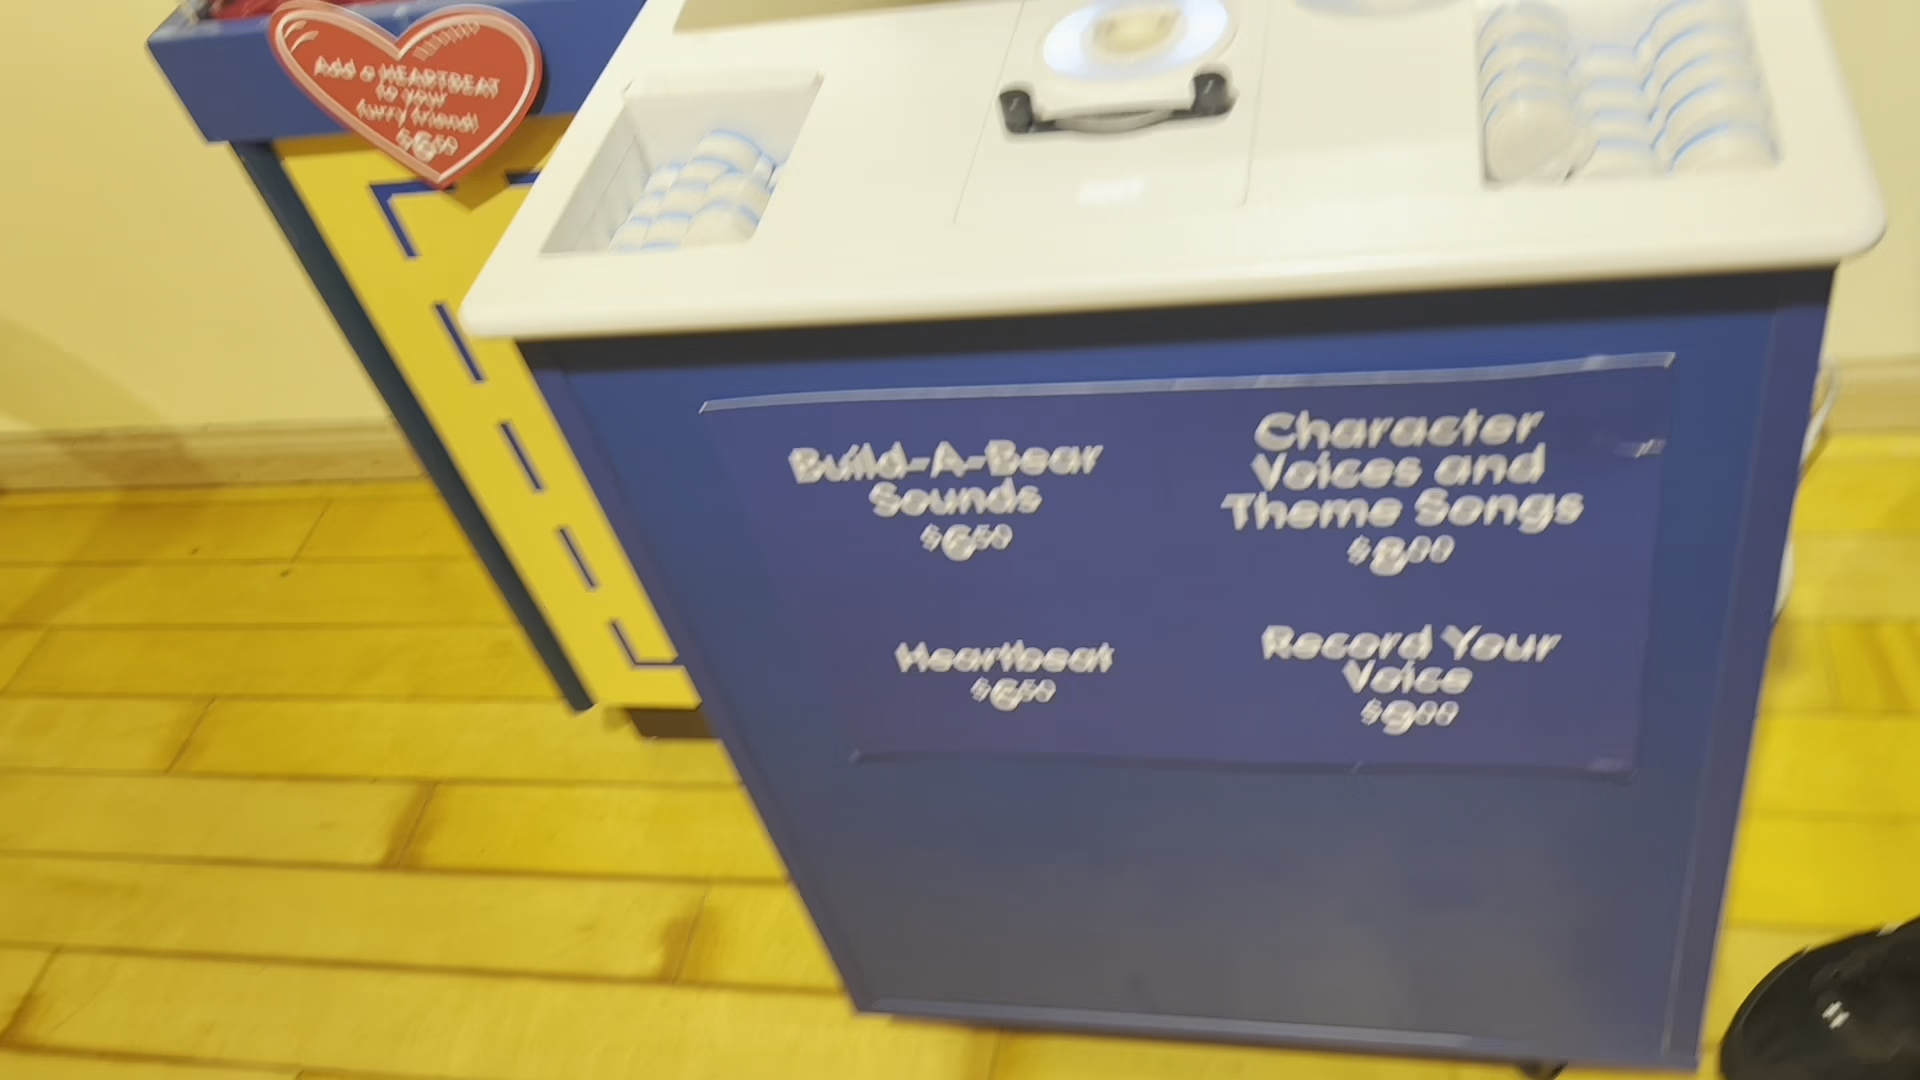 Add a HEARTBEAT
to your
furry friend!
$6.50
Build-A-Bear
Sounds
$6.50
Character
Voices and
Theme Songs
$8.00
Heartbeat
$6.50
Record Your
Voice
$9.00